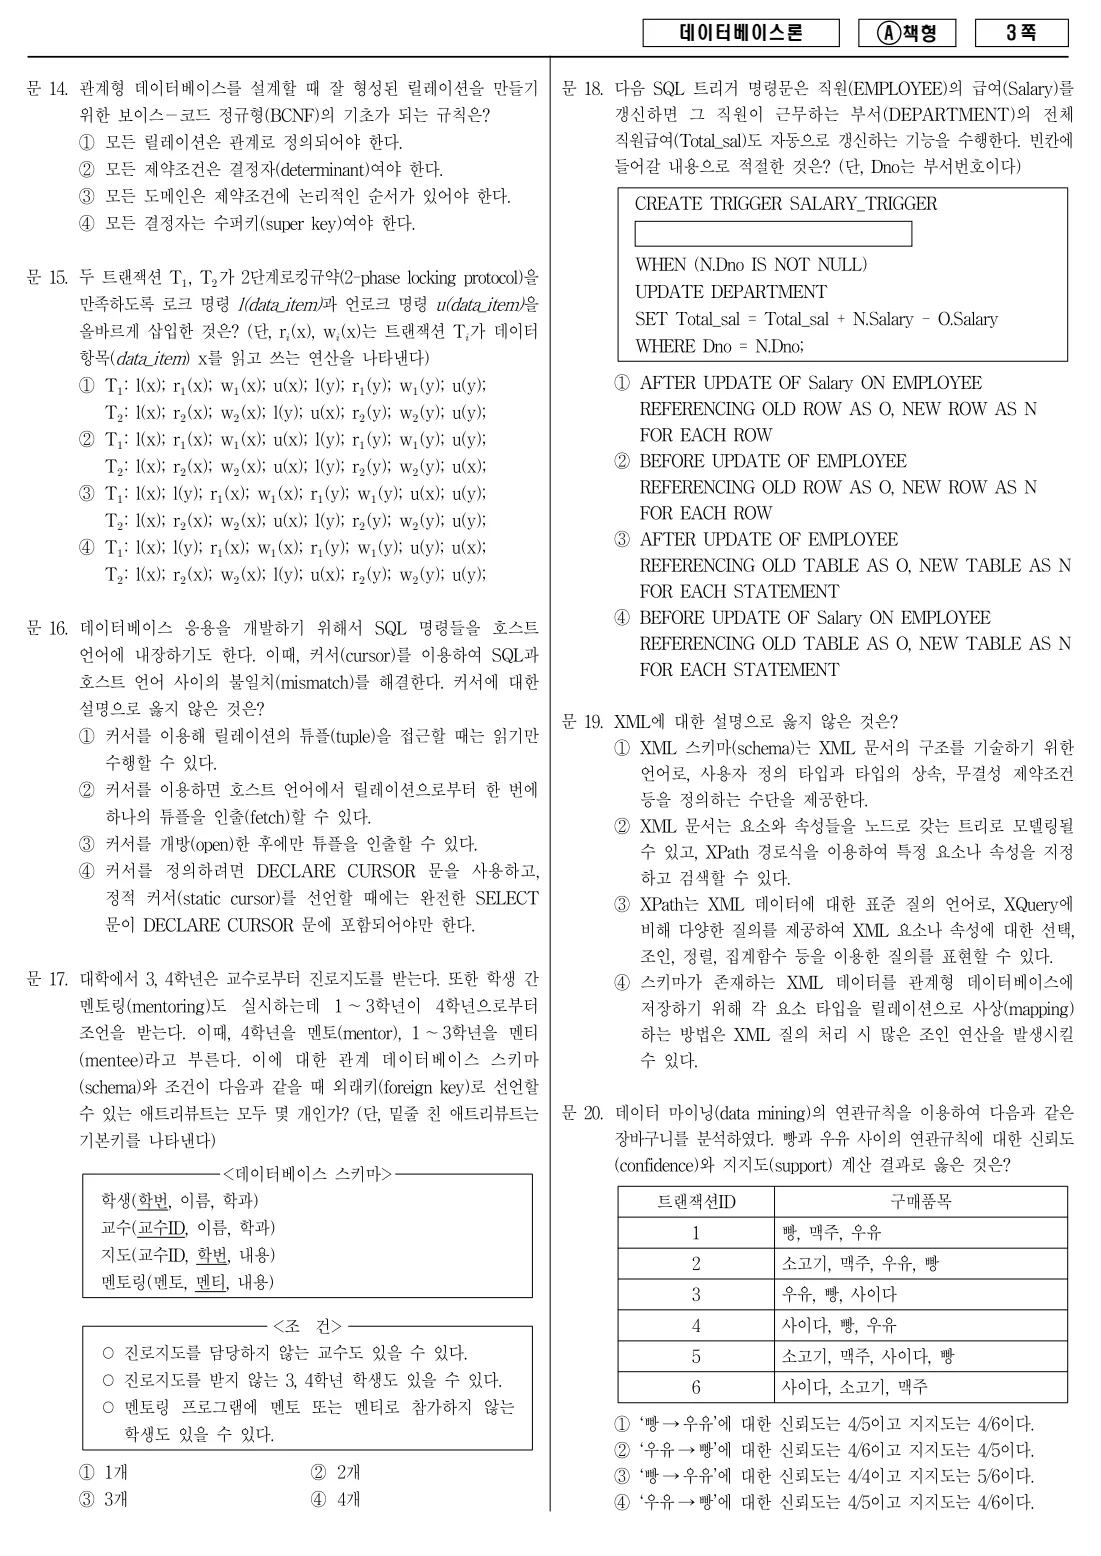 데이터베이스론 Ⓐ책형 3쪽
문 14. 관계형 데이터베이스를 설계할 때 잘 형성된 릴레이션을 만들기
위한 보이스-코드 정규형(BCNF)의 기초가 되는 규칙은?
① 모든 릴레이션은 관계로 정의되어야 한다.
② 모든 제약조건은 결정자(determinant)여야 한다.
③ 모든 도메인은 제약조건에 논리적인 순서가 있어야 한다.
④ 모든 결정자는 수퍼키(super key)여야 한다.
문 15. 두 트랜잭션 T₁, T₂가 2단계로킹규약(2-phase locking protocol)을
만족하도록 로크 명령 l(data_item)과 언로크 명령 u(data_item)을
올바르게 삽입한 것은? (단, rᵢ(x), wᵢ(x)는 트랜잭션 Tᵢ가 데이터
항목(data_item) x를 읽고 쓰는 연산을 나타낸다)
① T₁: l(x); r₁(x); w₁(x); u(x); l(y); r₁(y); w₁(y); u(y);
T₂: l(x); r₂(x); w₂(x); l(y); u(x); r₂(y); w₂(y); u(y);
② T₁: l(x); r₁(x); w₁(x); u(x); l(y); r₁(y); w₁(y); u(y);
T₂: l(x); r₂(x); w₂(x); u(x); l(y); r₂(y); w₂(y); u(x);
③ T₁: l(x); l(y); r₁(x); w₁(x); r₁(y); w₁(y); u(x); u(y);
T₂: l(x); r₂(x); w₂(x); u(x); l(y); r₂(y); w₂(y); u(y);
④ T₁: l(x); l(y); r₁(x); w₁(x); r₁(y); w₁(y); u(y); u(x);
T₂: l(x); r₂(x); w₂(x); l(y); u(x); r₂(y); w₂(y); u(y);
문 16. 데이터베이스 응용을 개발하기 위해서 SQL 명령들을 호스트
언어에 내장하기도 한다. 이때, 커서(cursor)를 이용하여 SQL과
호스트 언어 사이의 불일치(mismatch)를 해결한다. 커서에 대한
설명으로 옳지 않은 것은?
① 커서를 이용해 릴레이션의 튜플(tuple)을 접근할 때는 읽기만
수행할 수 있다.
② 커서를 이용하면 호스트 언어에서 릴레이션으로부터 한 번에
하나의 튜플을 인출(fetch)할 수 있다.
③ 커서를 개방(open)한 후에만 튜플을 인출할 수 있다.
④ 커서를 정의하려면 DECLARE CURSOR 문을 사용하고,
정적 커서(static cursor)를 선언할 때에는 완전한 SELECT
문이 DECLARE CURSOR 문에 포함되어야만 한다.
문 17. 대학에서 3, 4학년은 교수로부터 진로지도를 받는다. 또한 학생 간
멘토링(mentoring)도 실시하는데 1 ~ 3학년이 4학년으로부터
조언을 받는다. 이때, 4학년을 멘토(mentor), 1 ~ 3학년을 멘티
(mentee)라고 부른다. 이에 대한 관계 데이터베이스 스키마
(schema)와 조건이 다음과 같을 때 외래키(foreign key)로 선언할
수 있는 애트리뷰트는 모두 몇 개인가? (단, 밑줄 친 애트리뷰트는
기본키를 나타낸다)
<데이터베이스 스키마>
학생(학번, 이름, 학과)
교수(교수ID, 이름, 학과)
지도(교수ID, 학번, 내용)
멘토링(멘토, 멘티, 내용)
<조 건>
○ 진로지도를 담당하지 않는 교수도 있을 수 있다.
○ 진로지도를 받지 않는 3, 4학년 학생도 있을 수 있다.
○ 멘토링 프로그램에 멘토 또는 멘티로 참가하지 않는
학생도 있을 수 있다.
① 1개 ② 2개
③ 3개 ④ 4개
문 18. 다음 SQL 트리거 명령문은 직원(EMPLOYEE)의 급여(Salary)를
갱신하면 그 직원이 근무하는 부서(DEPARTMENT)의 전체
직원급여(Total_sal)도 자동으로 갱신하는 기능을 수행한다. 빈칸에
들어갈 내용으로 적절한 것은? (단, Dno는 부서번호이다)
CREATE TRIGGER SALARY_TRIGGER
WHEN (N.Dno IS NOT NULL)
UPDATE DEPARTMENT
SET Total_sal = Total_sal + N.Salary - O.Salary
WHERE Dno = N.Dno;
① AFTER UPDATE OF Salary ON EMPLOYEE
REFERENCING OLD ROW AS O, NEW ROW AS N
FOR EACH ROW
② BEFORE UPDATE OF EMPLOYEE
REFERENCING OLD ROW AS O, NEW ROW AS N
FOR EACH ROW
③ AFTER UPDATE OF EMPLOYEE
REFERENCING OLD TABLE AS O, NEW TABLE AS N
FOR EACH STATEMENT
④ BEFORE UPDATE OF Salary ON EMPLOYEE
REFERENCING OLD TABLE AS O, NEW TABLE AS N
FOR EACH STATEMENT
문 19. XML에 대한 설명으로 옳지 않은 것은?
① XML 스키마(schema)는 XML 문서의 구조를 기술하기 위한
언어로, 사용자 정의 타입과 타입의 상속, 무결성 제약조건
등을 정의하는 수단을 제공한다.
② XML 문서는 요소와 속성들을 노드로 갖는 트리로 모델링될
수 있고, XPath 경로식을 이용하여 특정 요소나 속성을 지정
하고 검색할 수 있다.
③ XPath는 XML 데이터에 대한 표준 질의 언어로, XQuery에
비해 다양한 질의를 제공하여 XML 요소나 속성에 대한 선택,
조인, 정렬, 집계함수 등을 이용한 질의를 표현할 수 있다.
④ 스키마가 존재하는 XML 데이터를 관계형 데이터베이스에
저장하기 위해 각 요소 타입을 릴레이션으로 사상(mapping)
하는 방법은 XML 질의 처리 시 많은 조인 연산을 발생시킬
수 있다.
문 20. 데이터 마이닝(data mining)의 연관규칙을 이용하여 다음과 같은
장바구니를 분석하였다. 빵과 우유 사이의 연관규칙에 대한 신뢰도
(confidence)와 지지도(support) 계산 결과로 옳은 것은?
트랜잭션ID 구매품목
1 빵, 맥주, 우유
2 소고기, 맥주, 우유, 빵
3 우유, 빵, 사이다
4 사이다, 빵, 우유
5 소고기, 맥주, 사이다, 빵
6 사이다, 소고기, 맥주
① ‘빵→우유’에 대한 신뢰도는 4/5이고 지지도는 4/6이다.
② ‘우유→빵’에 대한 신뢰도는 4/6이고 지지도는 4/5이다.
③ ‘빵→우유’에 대한 신뢰도는 4/4이고 지지도는 5/6이다.
④ ‘우유→빵’에 대한 신뢰도는 4/5이고 지지도는 4/6이다.